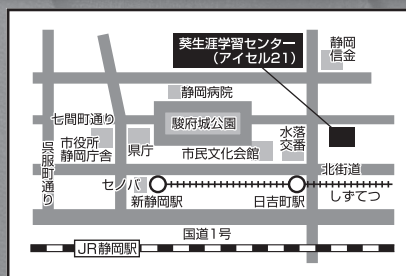 葵生涯学習センター
（アイセル21）
静岡
信金
静岡病院
七間町通り
駿府城公園
市役所
静岡庁舎
県庁
市民文化会館
水落
交番
呉服町通り
北街道
セノバ
新静岡駅
日吉町駅
しずてつ
国道1号
JR静岡駅